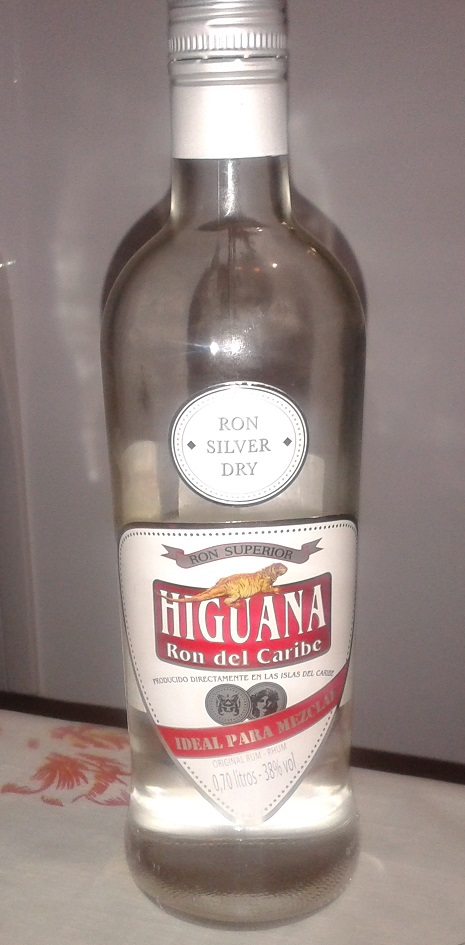 RON
SILVER
DRY
RON SUPERIOR
HIGUANA
Ron del Caribe
PRODUCIDO DIRECTAMENTE EN LAS ISLAS DEL CARIBE
IDEAL PARA MEZCLAR
ORIGINAL RUM - RHUM
0,70 litros - 38% vol